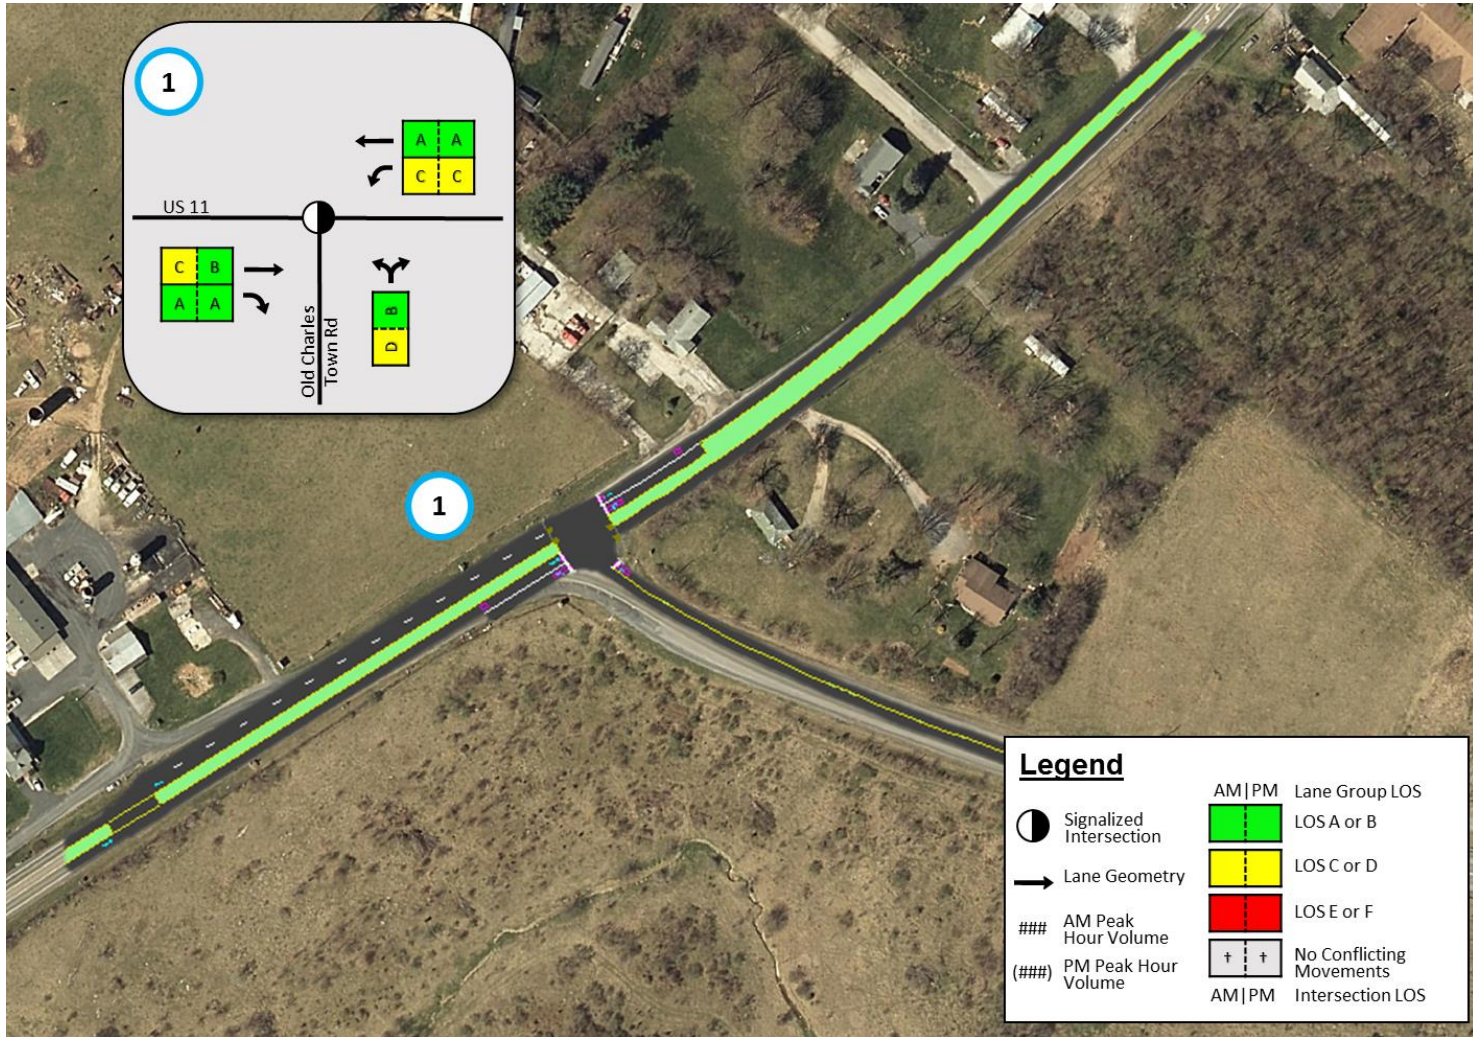 1
A A
C C
US 11
C B
A A
B
D
Old Charles
Town Rd
1
Legend
Signalized
Intersection
Lane Geometry
### AM Peak
Hour Volume
(###) PM Peak Hour
Volume
AM|PM Lane Group LOS
LOS A or B
LOS C or D
LOS E or F
† † No Conflicting
Movements
AM|PM Intersection LOS